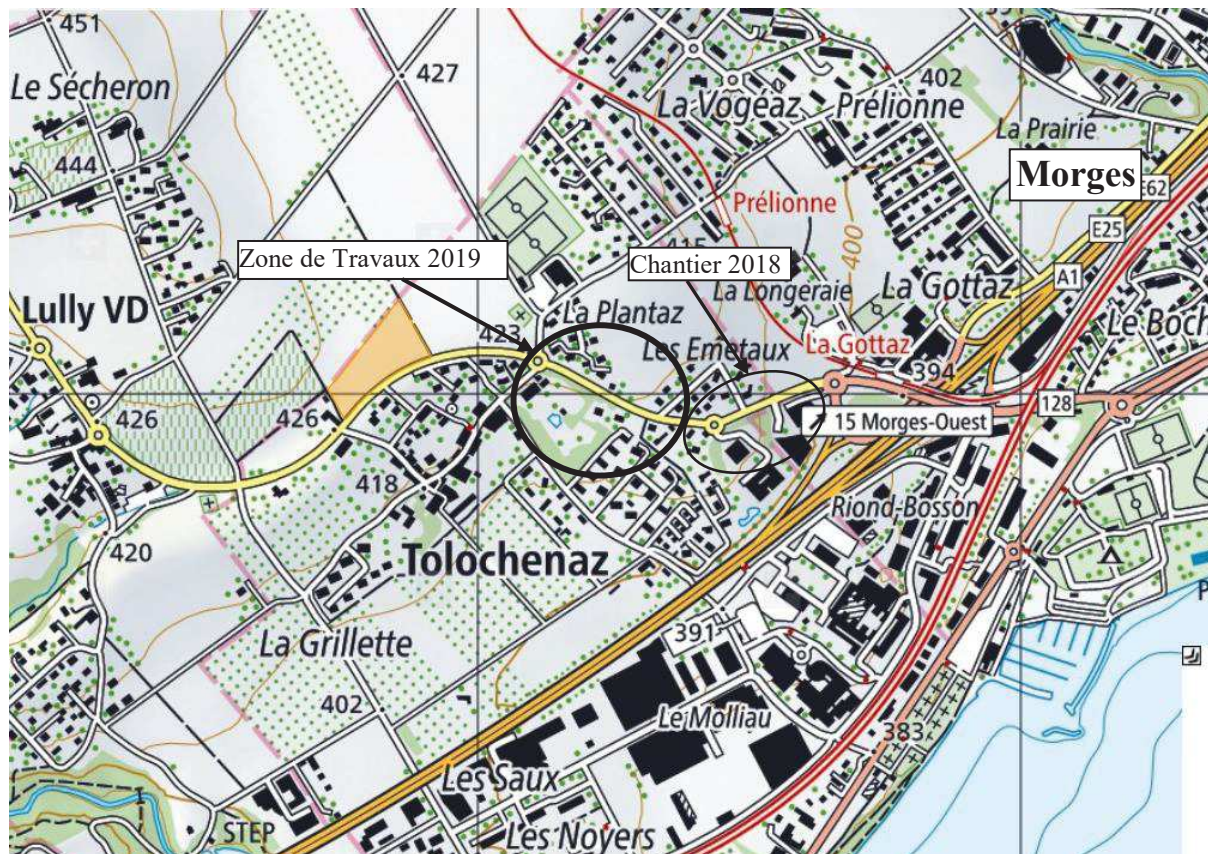 451
Le Sécheron
427
402
La Vogéaz
Prélionne
La Prairie
444
Morges
E62
Prélionne
E25
400
Zone de Travaux 2019
Chantier 2018
A1
La Longeraie
La Gottaz
Lully VD
La Plantaz
Le Boch
423
Les Emetaux
La Gottaz
394
426
426
128
15 Morges-Ouest
418
Riond-Bosson
420
Tolochenaz
391
La Grillette
402
Le Molliau
383
Les Saux
STEP
Les Noyers